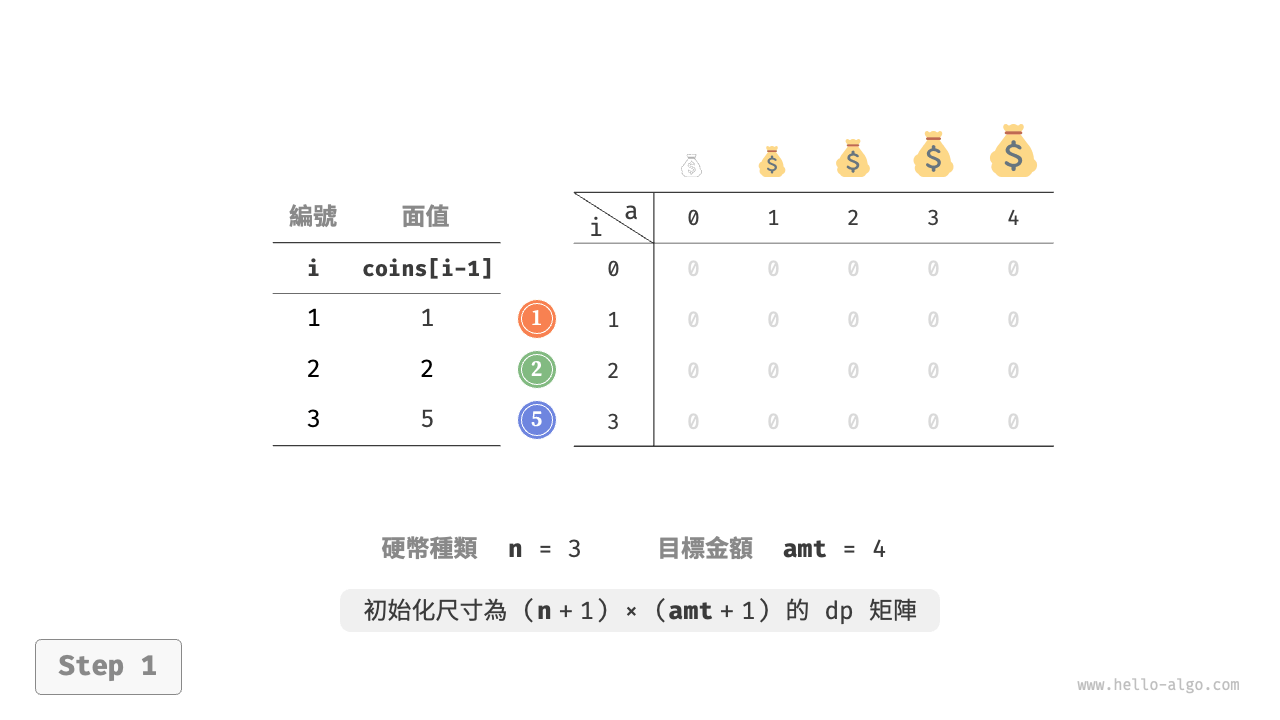 編號 面值
i coins[i-1]
1 1
2 2
3 5
1
2
5
$ $ $ $ $
i a 0 1 2 3 4
0 0 0 0 0 0
1 0 0 0 0 0
2 0 0 0 0 0
3 0 0 0 0 0
硬幣種類 n = 3 目標金額 amt = 4
初始化尺寸為 (n + 1) × (amt + 1) 的 dp 矩陣
Step 1
www.hello-algo.com